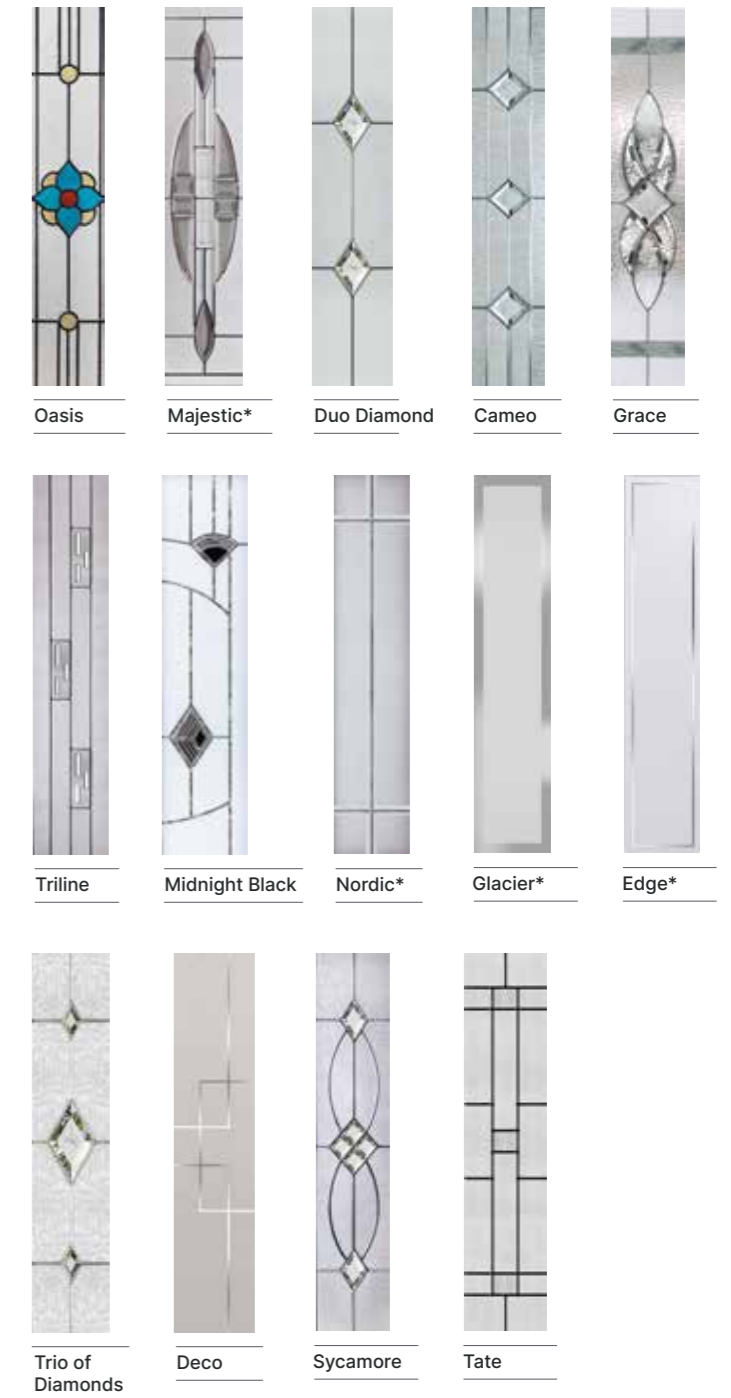 Oasis
Majestic*
Duo Diamond
Cameo
Grace
Triline
Midnight Black
Nordic*
Glacier*
Edge*
Trio of
Diamonds
Deco
Sycamore
Tate